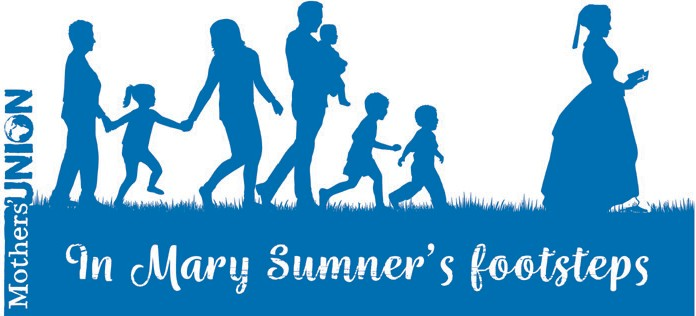 Mothers' UNION
In Mary Sumner's footsteps